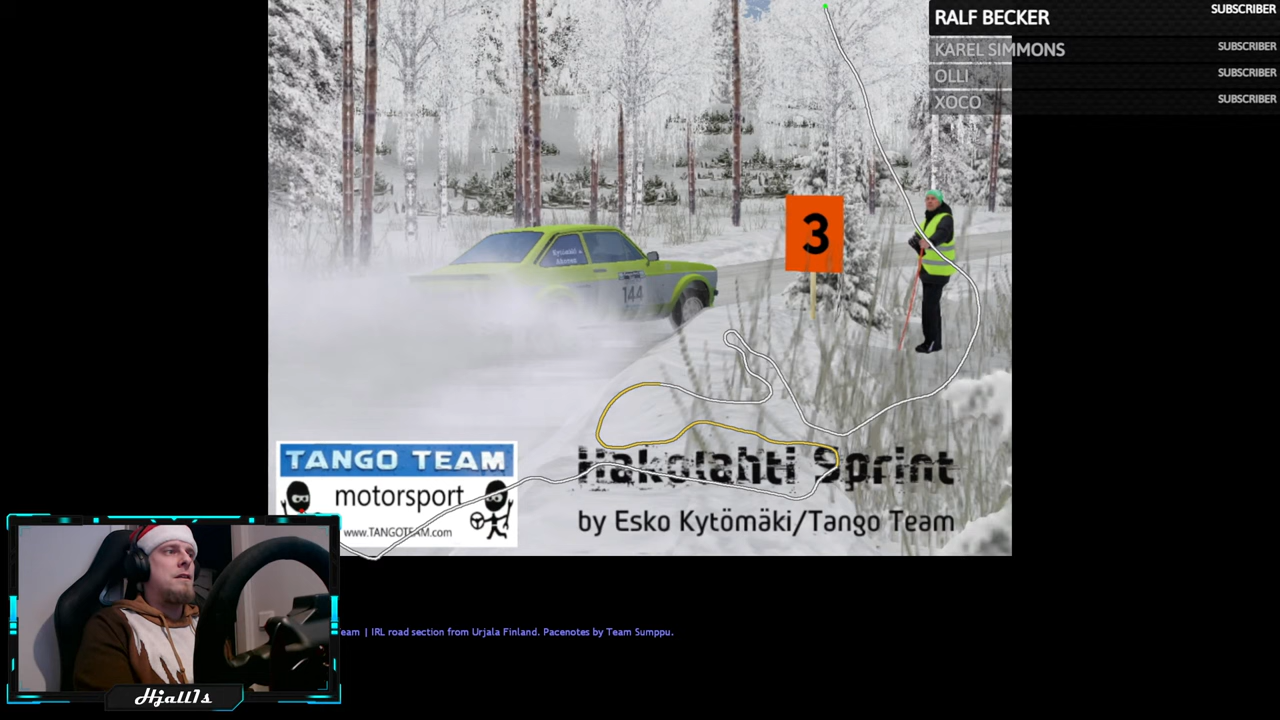 RALF BECKER
SUBSCRIBER
KAREL SIMMONS
SUBSCRIBER
OLLI
SUBSCRIBER
XOCO
SUBSCRIBER
3
144
TANGO TEAM
motorsport
www.TANGOTEAM.com
Hakolahti Sprint
by Esko Kytömäki/Tango Team
eam | IRL road section from Urjala Finland. Pacenotes by Team Sumppu.
Hjall1s